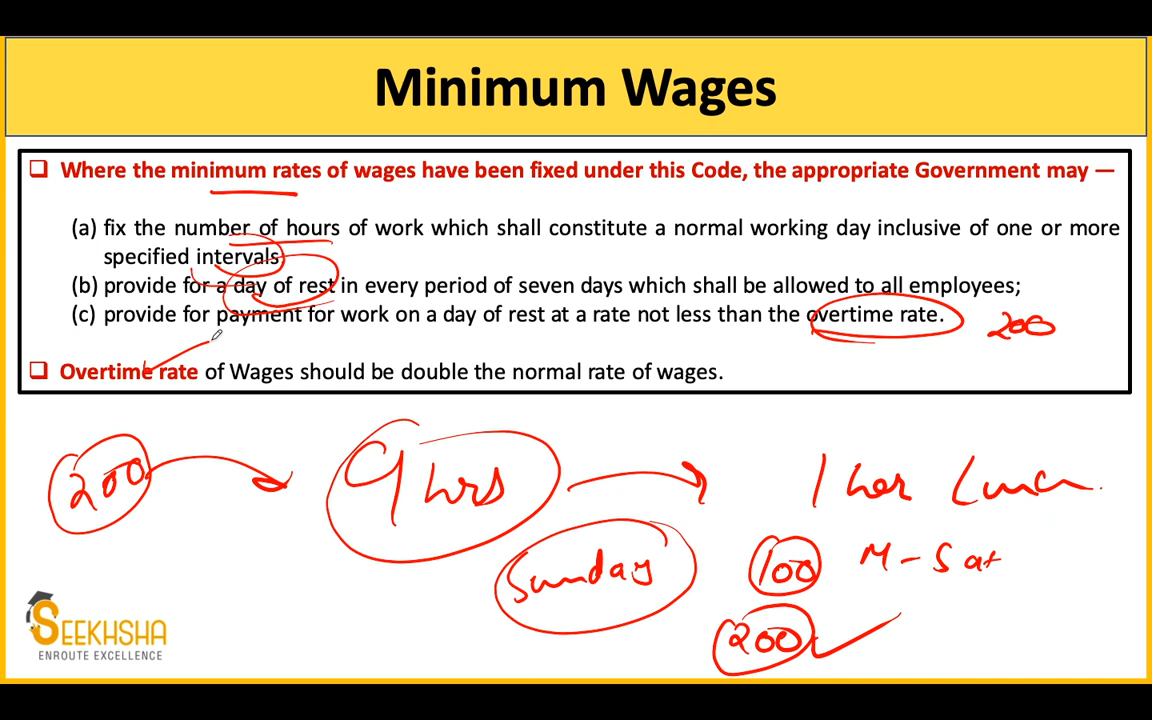 Minimum Wages
❑ Where the minimum rates of wages have been fixed under this Code, the appropriate Government may —
(a) fix the number of hours of work which shall constitute a normal working day inclusive of one or more
specified intervals;
(b) provide for a day of rest in every period of seven days which shall be allowed to all employees;
(c) provide for payment for work on a day of rest at a rate not less than the overtime rate.
200
❑ Overtime rate of Wages should be double the normal rate of wages.
200 9 hrs 1 hor Lunch
Sunday 100 M - Sat
200
SEEKHSHA
ENROUTE EXCELLENCE